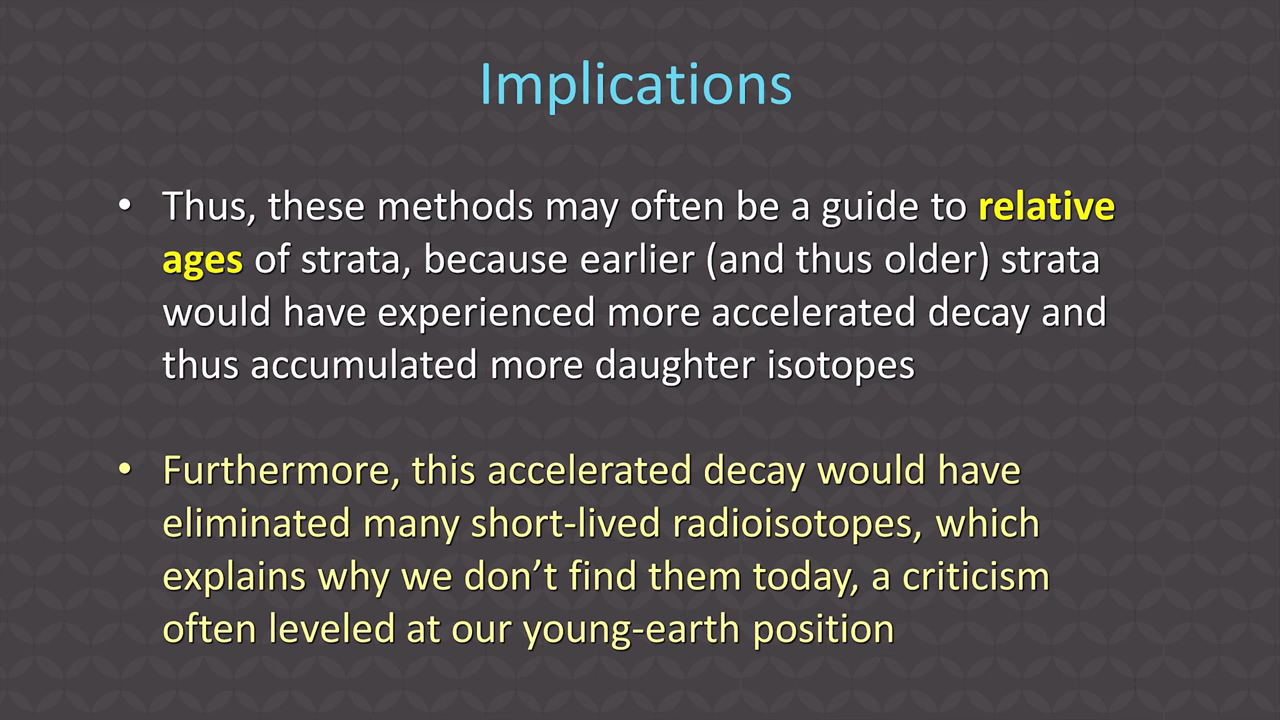 Implications
• Thus, these methods may often be a guide to relative
ages of strata, because earlier (and thus older) strata
would have experienced more accelerated decay and
thus accumulated more daughter isotopes
• Furthermore, this accelerated decay would have
eliminated many short-lived radioisotopes, which
explains why we don’t find them today, a criticism
often leveled at our young-earth position